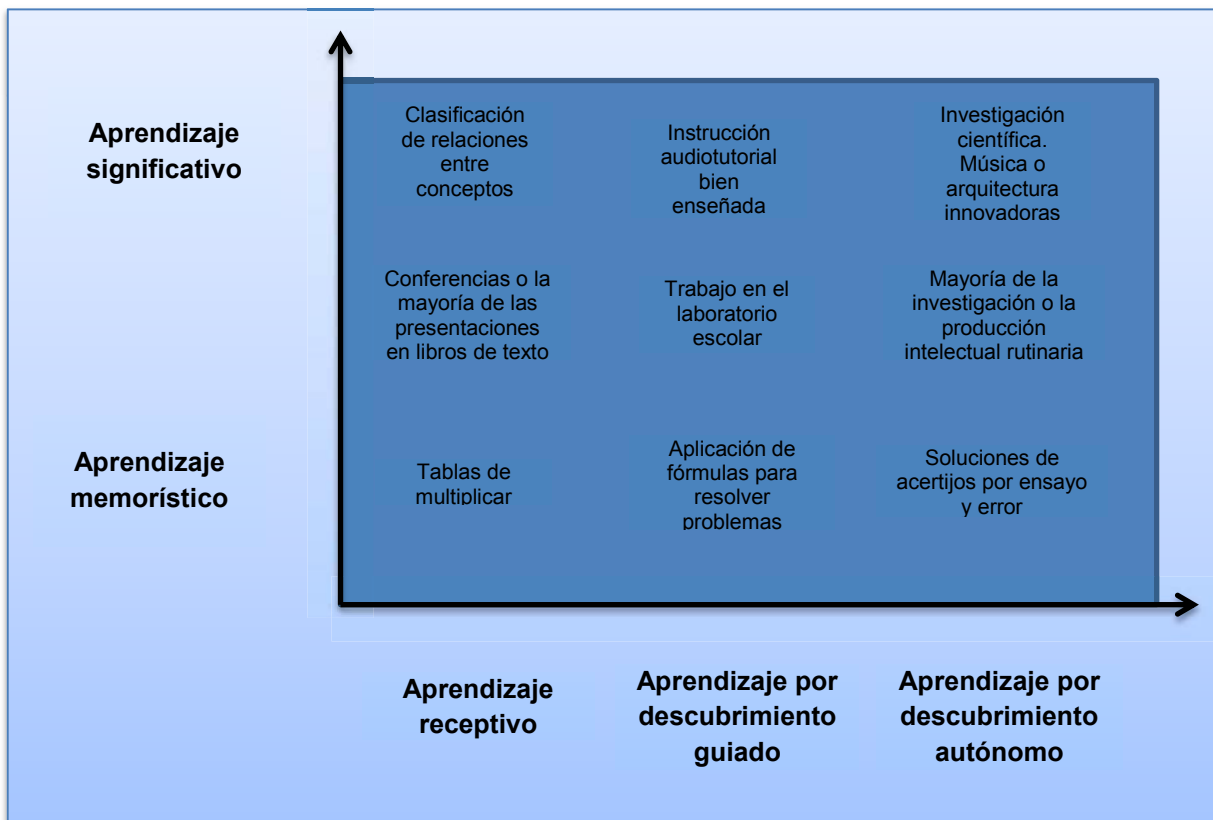 Aprendizaje
significativo
Clasificación
de relaciones
entre
conceptos
Instrucción
audiotutorial
bien
enseñada
Investigación
científica.
Música o
arquitectura
innovadoras
Conferencias o la
mayoría de las
presentaciones
en libros de texto
Trabajo en el
laboratorio
escolar
Mayoría de la
investigación o la
producción
intelectual rutinaria
Aprendizaje
memorístico
Tablas de
multiplicar
Aplicación de
fórmulas para
resolver
problemas
Soluciones de
acertijos por ensayo
y error
Aprendizaje
receptivo
Aprendizaje por
descubrimiento
guiado
Aprendizaje por
descubrimiento
autónomo